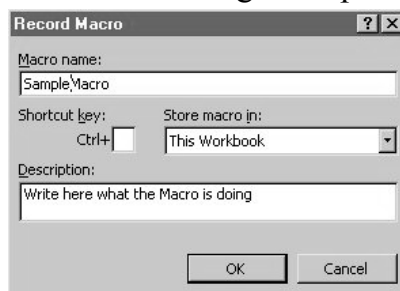 Record Macro
Macro name:
SampleMacro
Shortcut key: Store macro in:
Ctrl+ This Workbook
Description:
Write here what the Macro is doing
OK Cancel